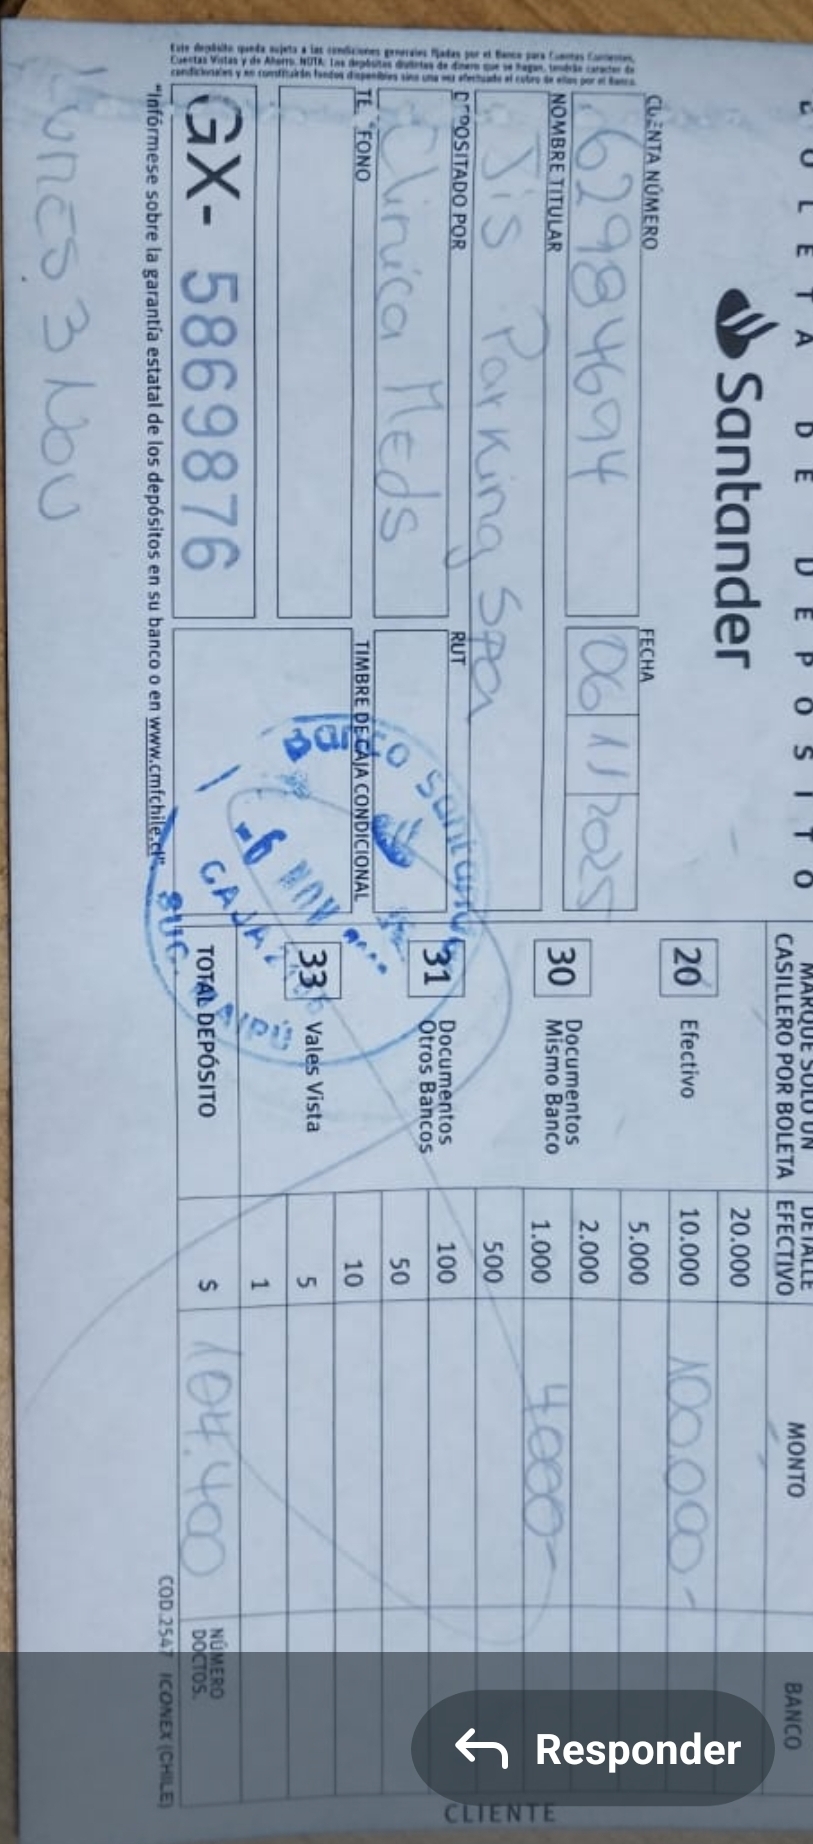 BOLETA DE DEPOSITO
Santander
CUENTA NÚMERO
FECHA
6298 4694
06 11 2025
NOMBRE TITULAR
Jis Parking Spa
DEPOSITADO POR
RUT
Clinica MEDS
TELÉFONO
TIMBRE DE CAJA CONDICIONAL
GX- 5869876
Este depósito queda sujeto a las condiciones generales fijadas por el Banco para Cuentas Corrientes,
Cuentas Vistas y de Ahorro. NOTA: Los depósitos distintos de dinero que se hagan, tendrán carácter de
condicionales y no constituirán fondos disponibles sino una vez efectuado el cobro de ellos por el Banco.
"Infórmese sobre la garantía estatal de los depósitos en su banco o en www.cmfchile.cl"
Lunes 3 Nov
Banco Santander
-6 NOV
CAJA
SUC. MAIPÚ
MARQUE SOLO UN
CASILLERO POR BOLETA
20 Efectivo
30 Documentos
Mismo Banco
31 Documentos
Otros Bancos
33 Vales Vista
DETALLE
EFECTIVO
MONTO
BANCO
20.000
10.000 100.000-
5.000
2.000
1.000 4000-
500
100
50
10
5
1
TOTAL DEPÓSITO $ 104.400
NÚMERO
DOCTOS.
COD.2547 ICONEX (CHILE)
CLIENTE
Responder